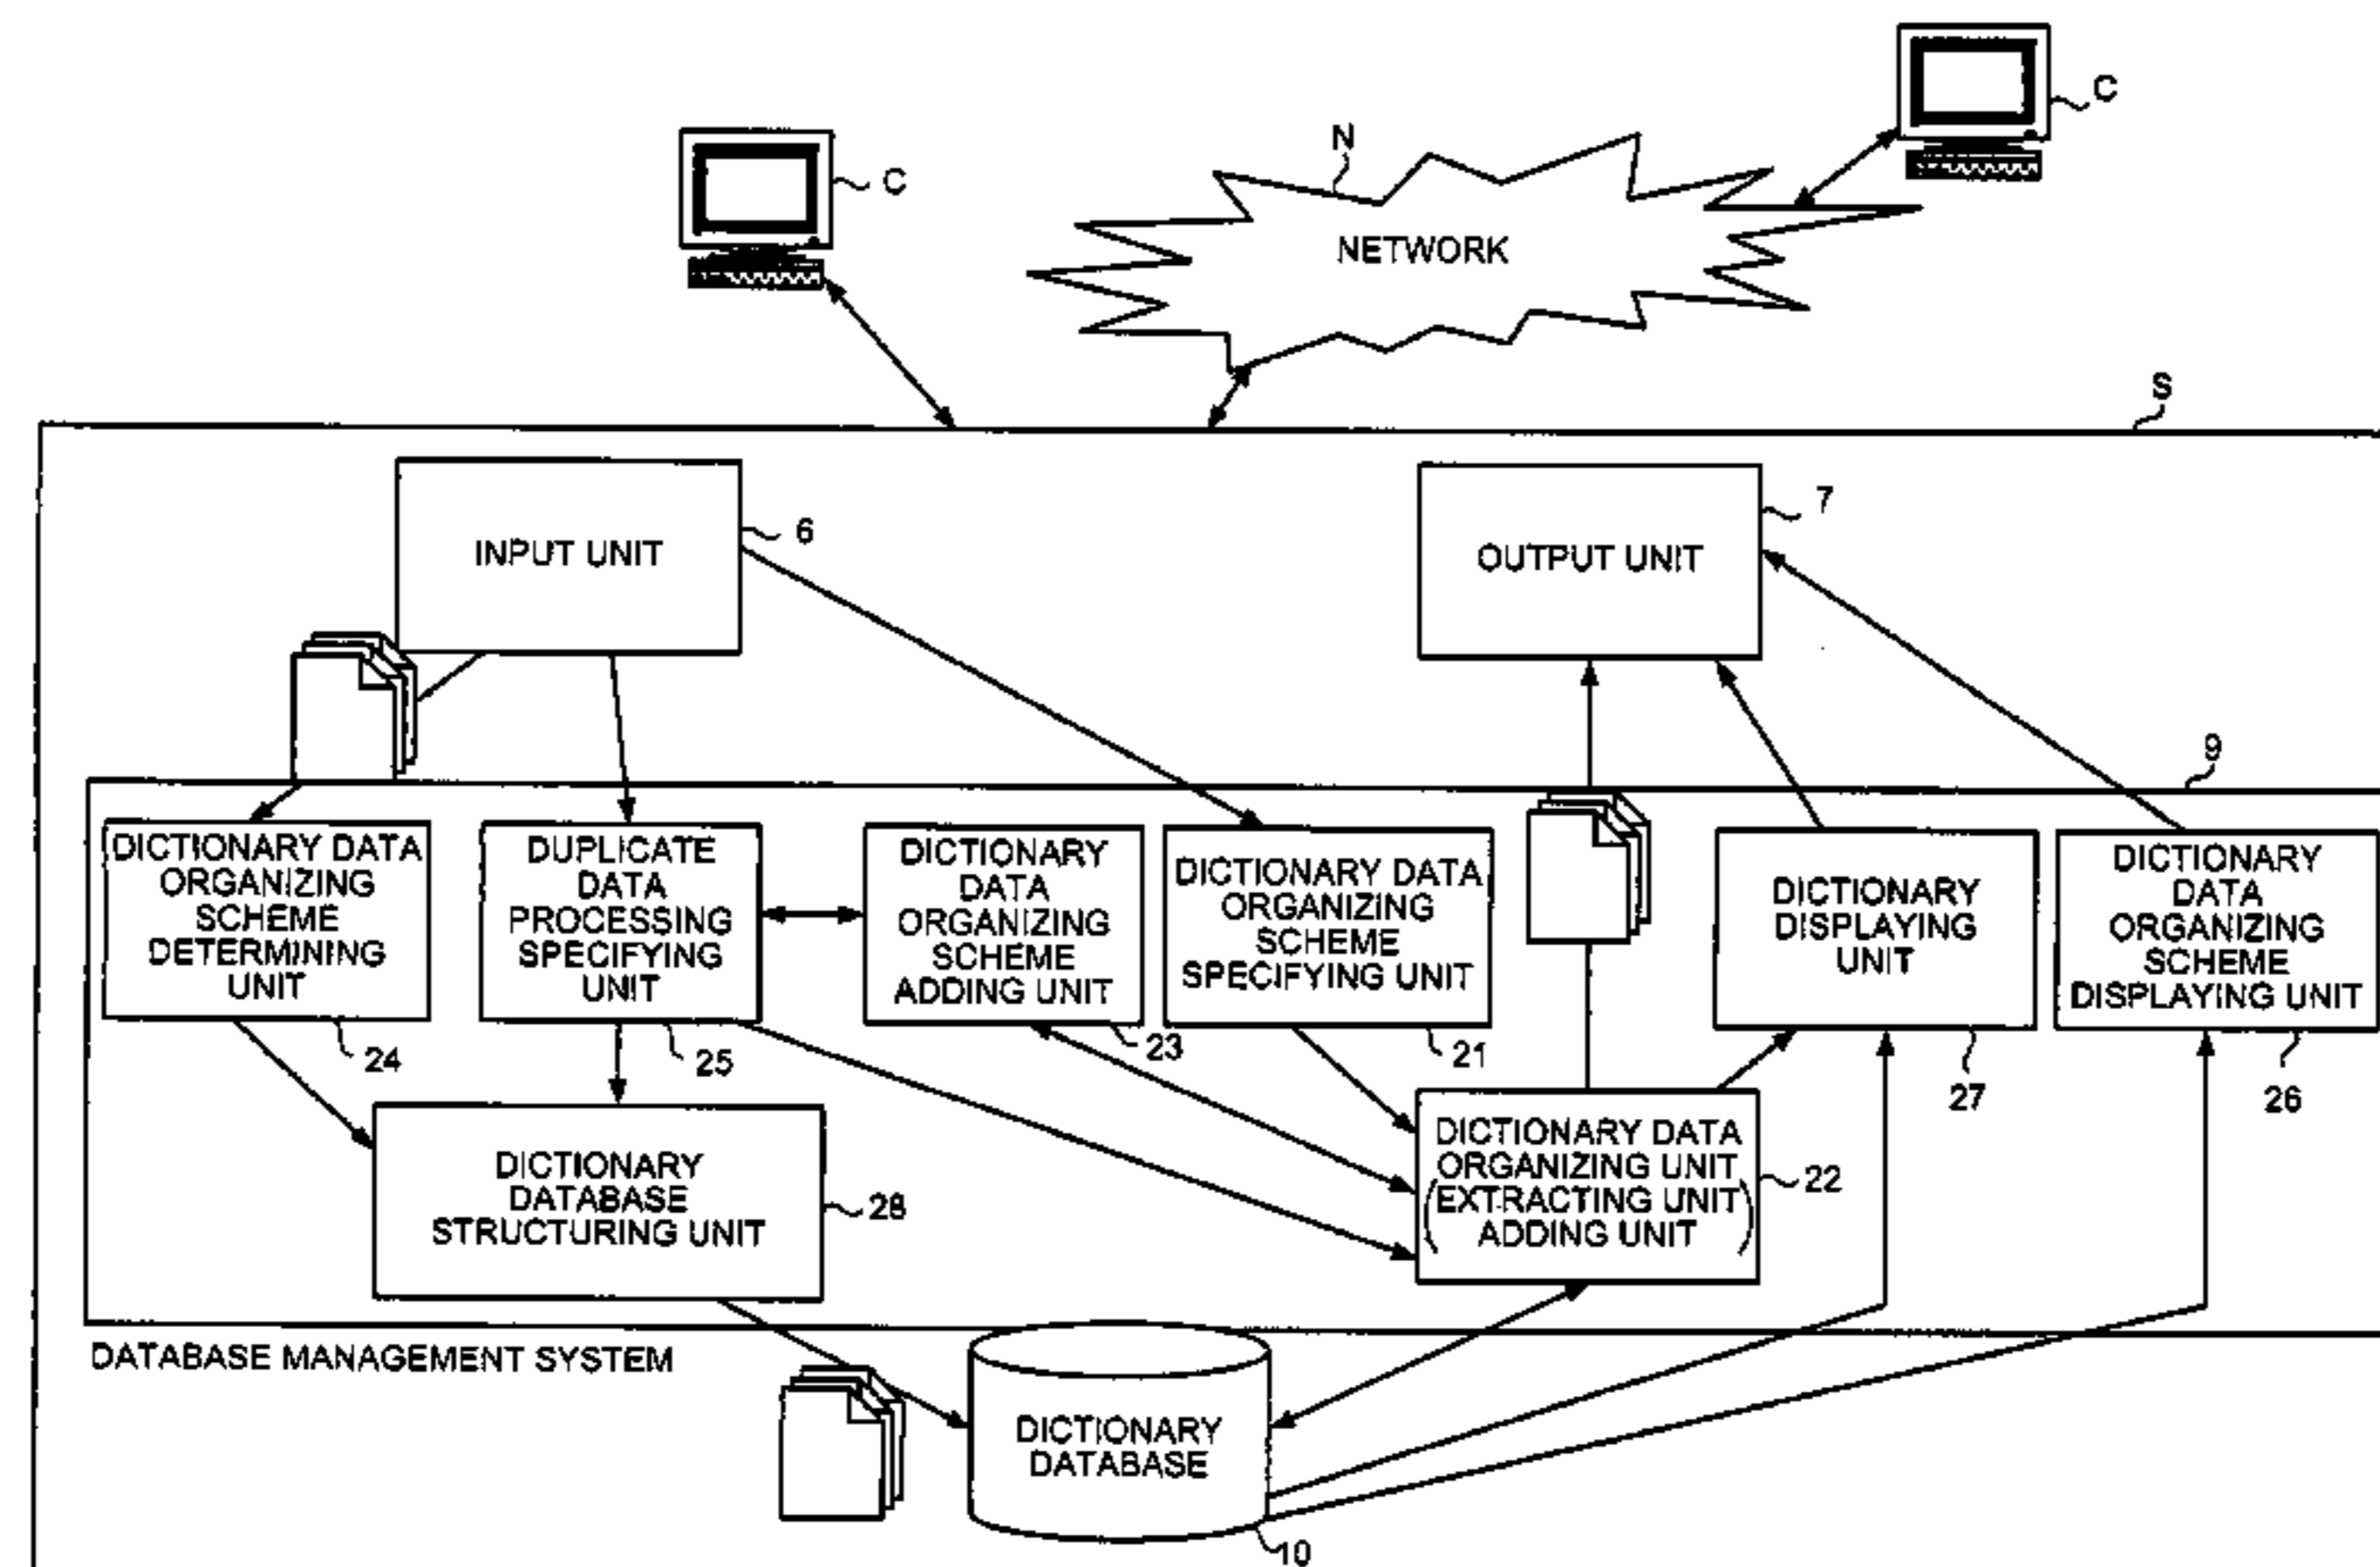 C
C
N
NETWORK
S
INPUT UNIT
6
OUTPUT UNIT
7
9
DICTIONARY DATA
ORGANIZING
SCHEME
DETERMINING
UNIT
24
DUPLICATE
DATA
PROCESSING
SPECIFYING
UNIT
25
DICTIONARY
DATA
ORGANIZING
SCHEME
ADDING UNIT
23
DICTIONARY DATA
ORGANIZING
SCHEME
SPECIFYING UNIT
21
DICTIONARY
DISPLAYING
UNIT
27
DICTIONARY
DATA
ORGANIZING
SCHEME
DISPLAYING UNIT
26
DICTIONARY
DATABASE
STRUCTURING UNIT
28
DICTIONARY DATA
ORGANIZING UNIT
(EXTRACTING UNIT
ADDING UNIT)
22
DATABASE MANAGEMENT SYSTEM
DICTIONARY
DATABASE
10